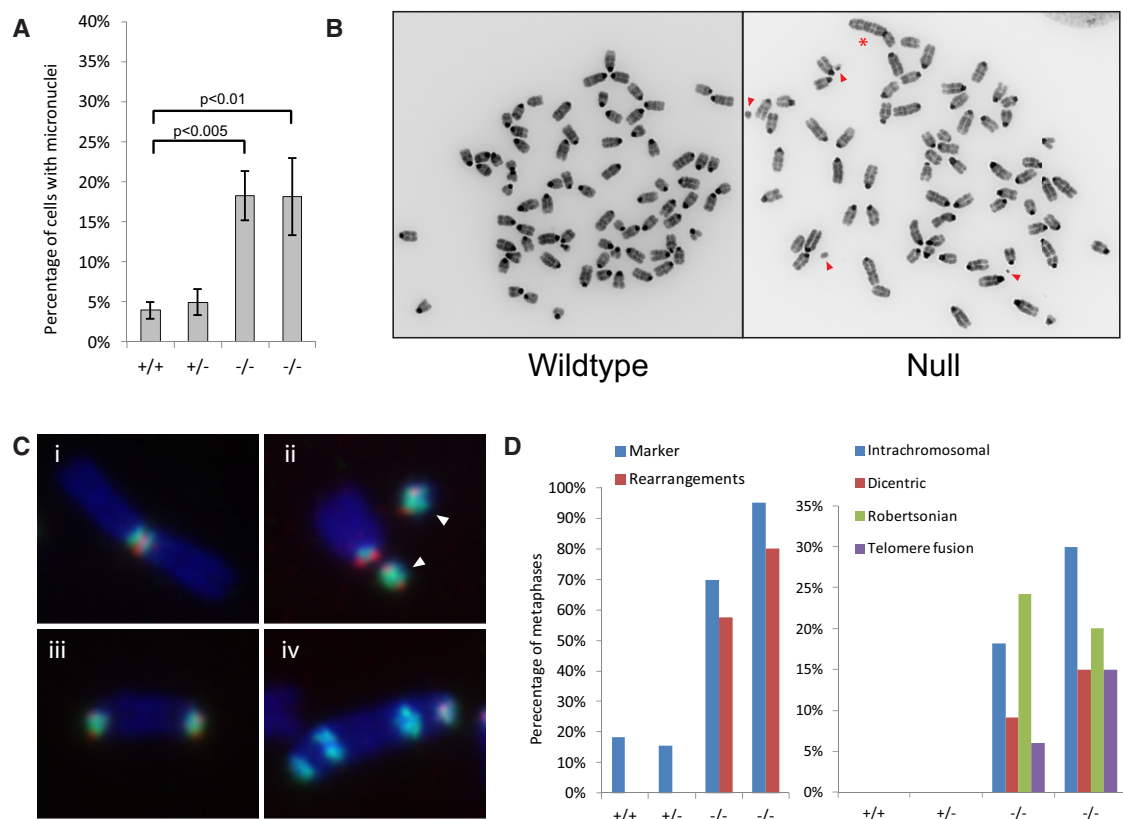 A
Percentage of cells with micronuclei
40%
35%
30%
25%
20%
15%
10%
5%
0%
p<0.01
p<0.005
+/+ +/- -/- -/-
B
*
Wildtype Null
C
i
ii
iii
iv
D
Marker
Rearrangements
Perecentage of metaphases
100%
90%
80%
70%
60%
50%
40%
30%
20%
10%
0%
+/+ +/- -/- -/-
Intrachromosomal
Dicentric
Robertsonian
Telomere fusion
35%
30%
25%
20%
15%
10%
5%
0%
+/+ +/- -/- -/-